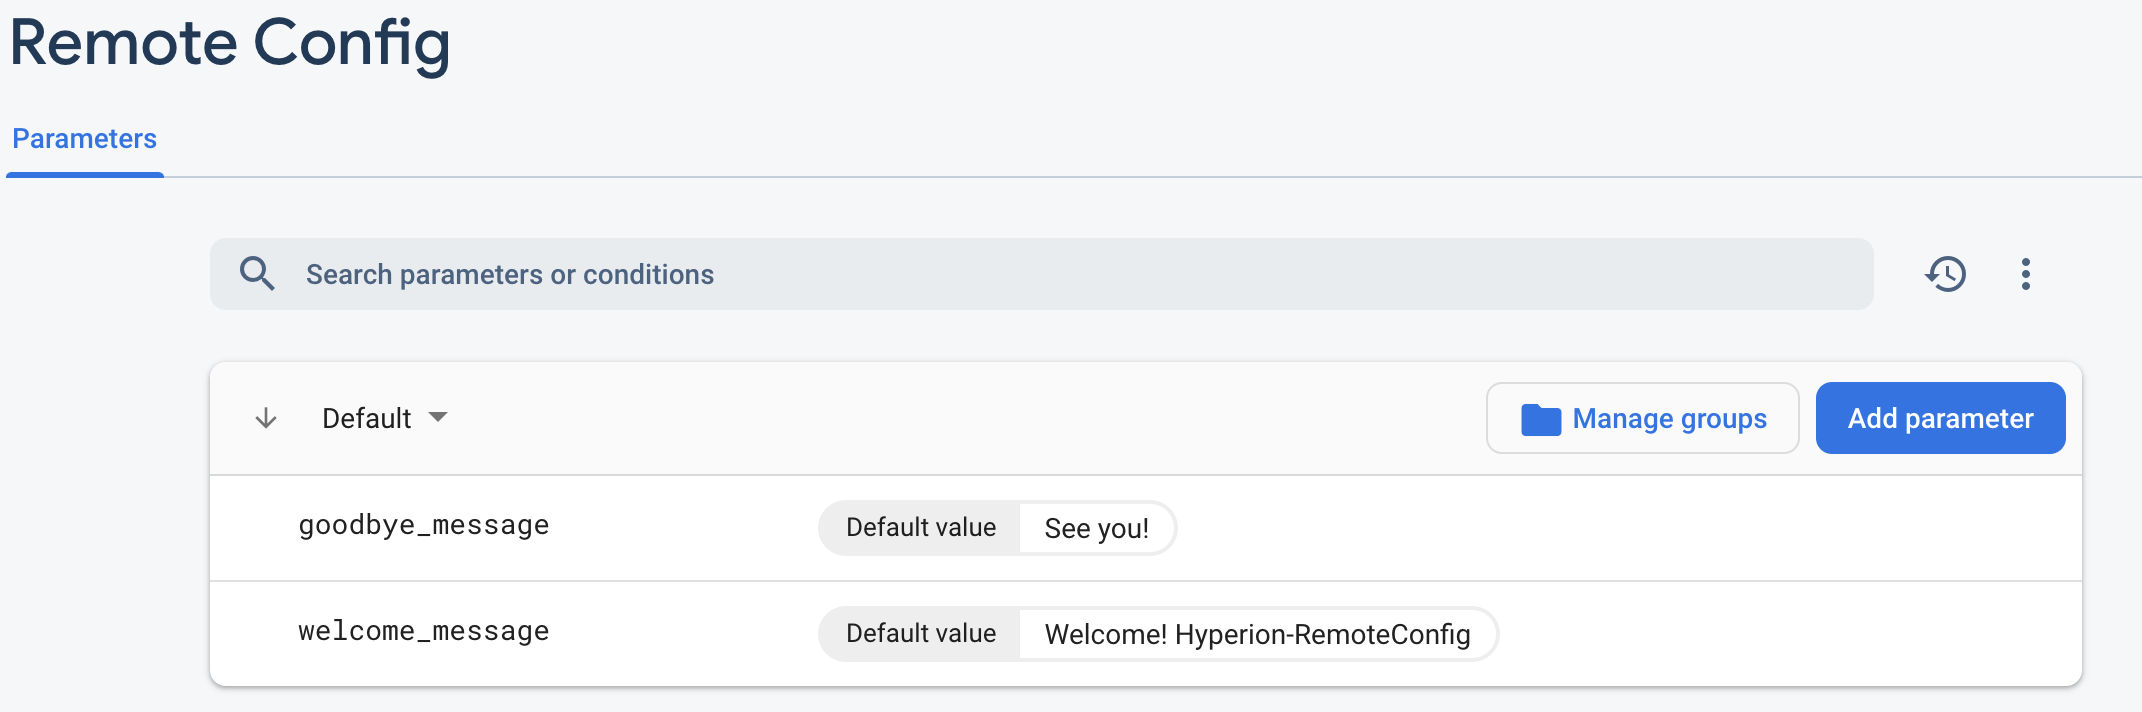 Remote Config
Parameters
Search parameters or conditions
Default Manage groups Add parameter
goodbye_message Default value See you!
welcome_message Default value Welcome! Hyperion-RemoteConfig